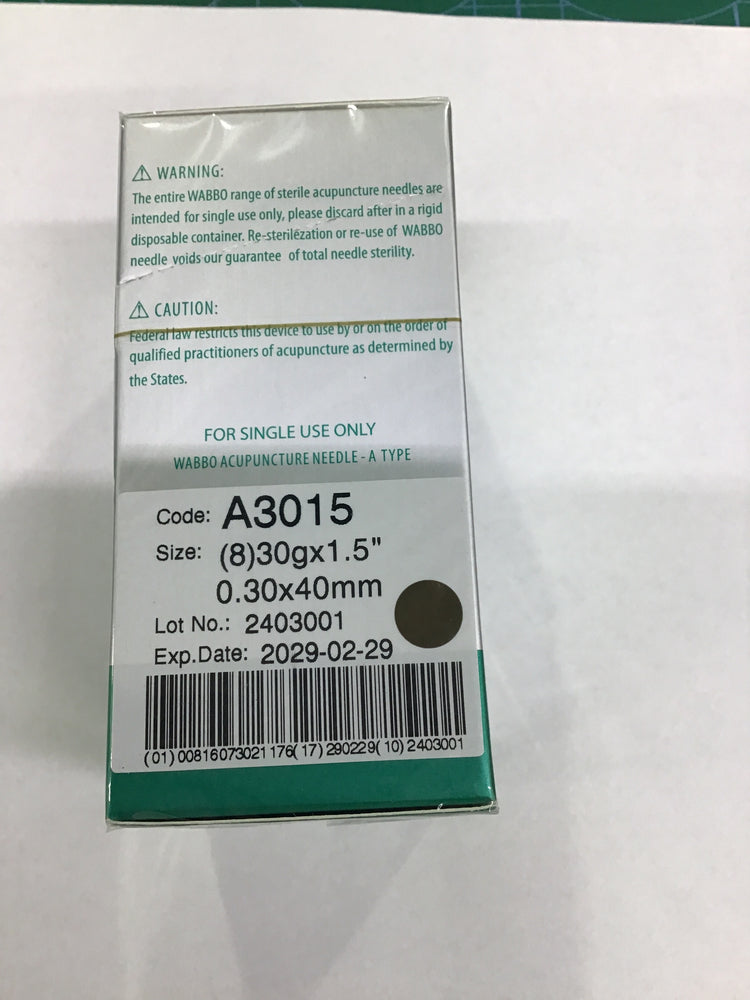 ⚠ WARNING:
The entire WABBO range of sterile acupuncture needles are
intended for single use only, please discard after in a rigid
disposable container. Re-sterilezation or re-use of WABBO
needle voids our guarantee of total needle sterility.
⚠ CAUTION:
Federal law restricts this device to use by or on the order of
qualified practitioners of acupuncture as determined by
the States.
FOR SINGLE USE ONLY
WABBO ACUPUNCTURE NEEDLE - A TYPE
Code: A3015
Size: (8)30gx1.5"
0.30x40mm
Lot No.: 2403001
Exp.Date: 2029-02-29
(01)00816073021176(17)290229(10)2403001